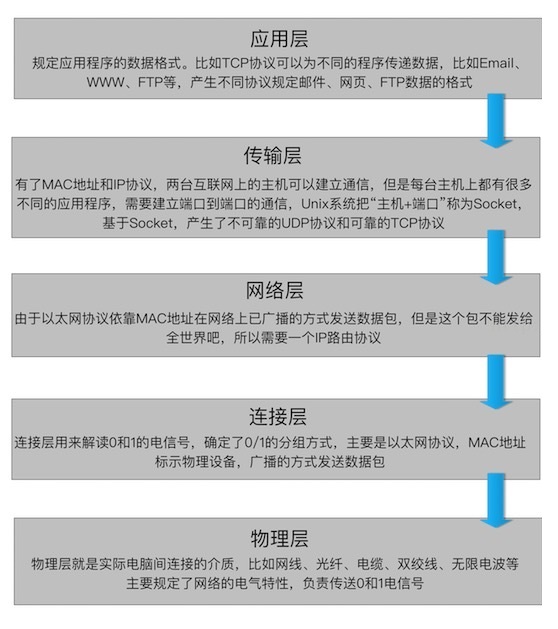 应用层
规定应用程序的数据格式。比如TCP协议可以为不同的程序传递数据，比如Email、
WWW、FTP等，产生不同协议规定邮件、网页、FTP数据的格式
传输层
有了MAC地址和IP协议，两台互联网上的主机可以建立通信，但是每台主机上都有很多
不同的应用程序，需要建立端口到端口的通信，Unix系统把“主机+端口”称为Socket，
基于Socket，产生了不可靠的UDP协议和可靠的TCP协议
网络层
由于以太网协议依靠MAC地址在网络上已广播的方式发送数据包，但是这个包不能发给
全世界吧，所以需要一个IP路由协议
连接层
连接层用来解读0和1的电信号，确定了0/1的分组方式，主要是以太网协议，MAC地址
标示物理设备，广播的方式发送数据包
物理层
物理层就是实际电脑间连接的介质，比如网线、光纤、电缆、双绞线、无限电波等
主要规定了网络的电气特性，负责传送0和1电信号